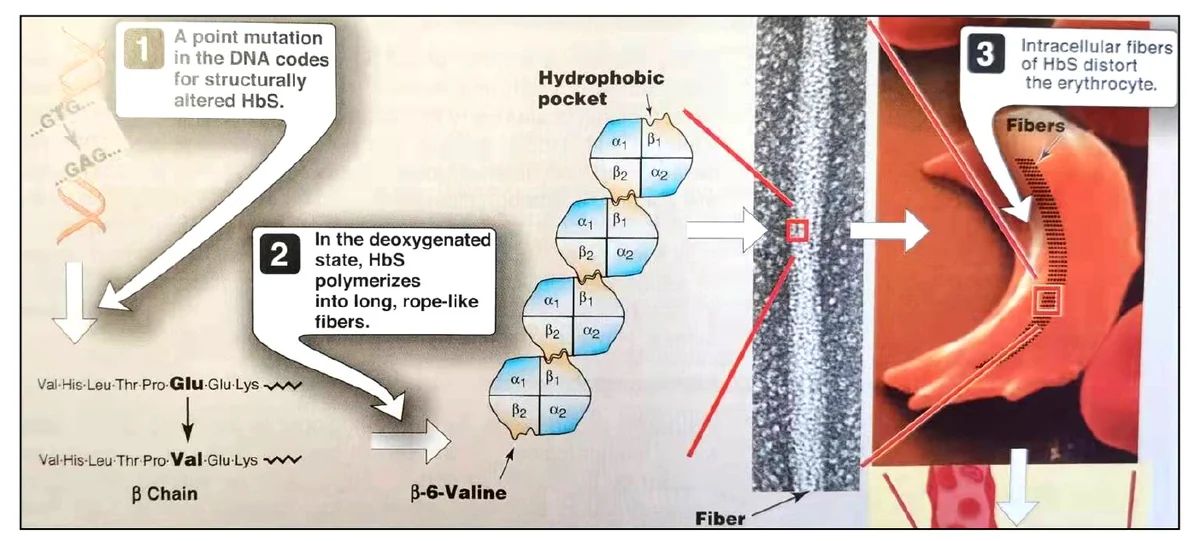 1
A point mutation
in the DNA codes
for structurally
altered HbS.
...GTG...
...GAG...
Val-His-Leu-Thr-Pro-Glu-Glu-Lys
Val-His-Leu-Thr-Pro-Val-Glu-Lys
β Chain
2
In the deoxygenated
state, HbS
polymerizes
into long, rope-like
fibers.
Hydrophobic
pocket
α1 β1
β2 α2
α1 β1
β2 α2
α1 β1
β2 α2
α1 β1
β2 α2
β-6-Valine
Fiber
3
Intracellular fibers
of HbS distort
the erythrocyte.
Fibers